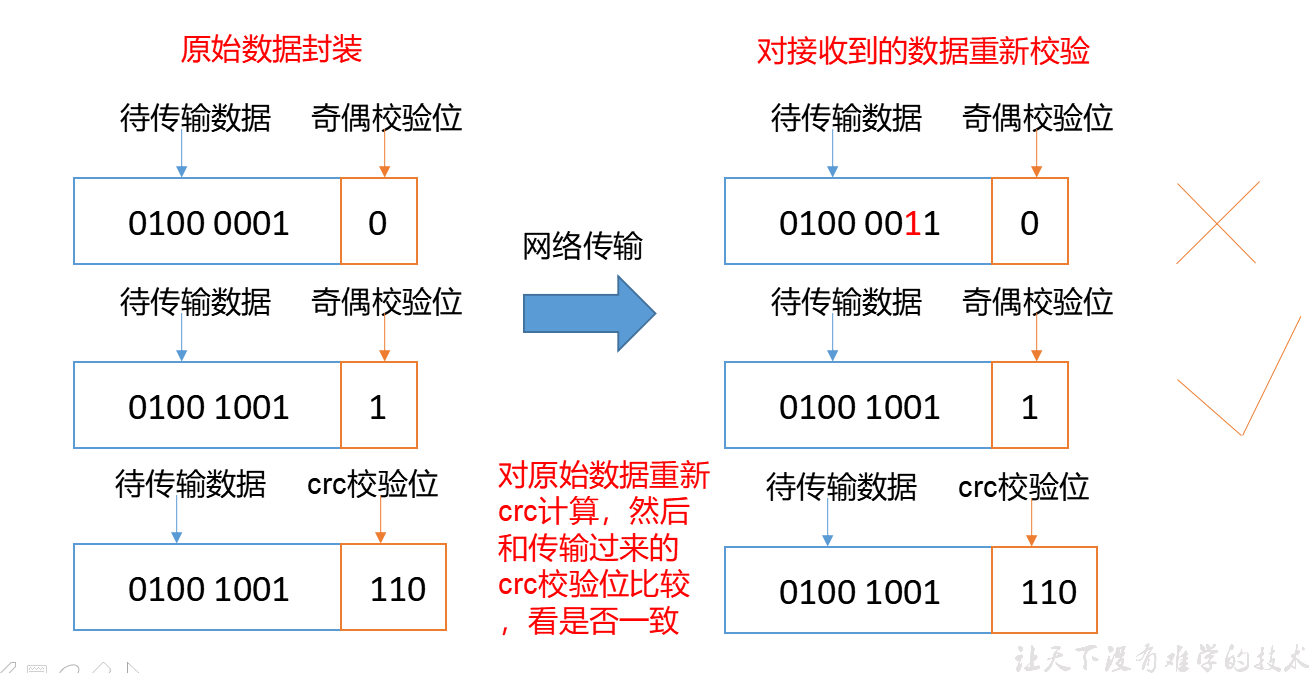 原始数据封装
对接收到的数据重新校验
待传输数据 奇偶校验位
待传输数据 奇偶校验位
0100 0001 0
0100 0011 0
网络传输
待传输数据 奇偶校验位
待传输数据 奇偶校验位
0100 1001 1
0100 1001 1
待传输数据 crc校验位
对原始数据重新
crc计算，然后
和传输过来的
crc校验位比较
，看是否一致
待传输数据 crc校验位
0100 1001 110
0100 1001 110
让天下没有难学的技术